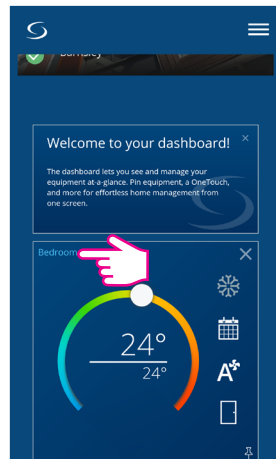 Barnsley
Welcome to your dashboard!
The dashboard lets you see and manage your
equipment at-a-glance. Pin equipment, a OneTouch,
and more for effortless home management from
one screen.
Bedroom
24°
24°
A